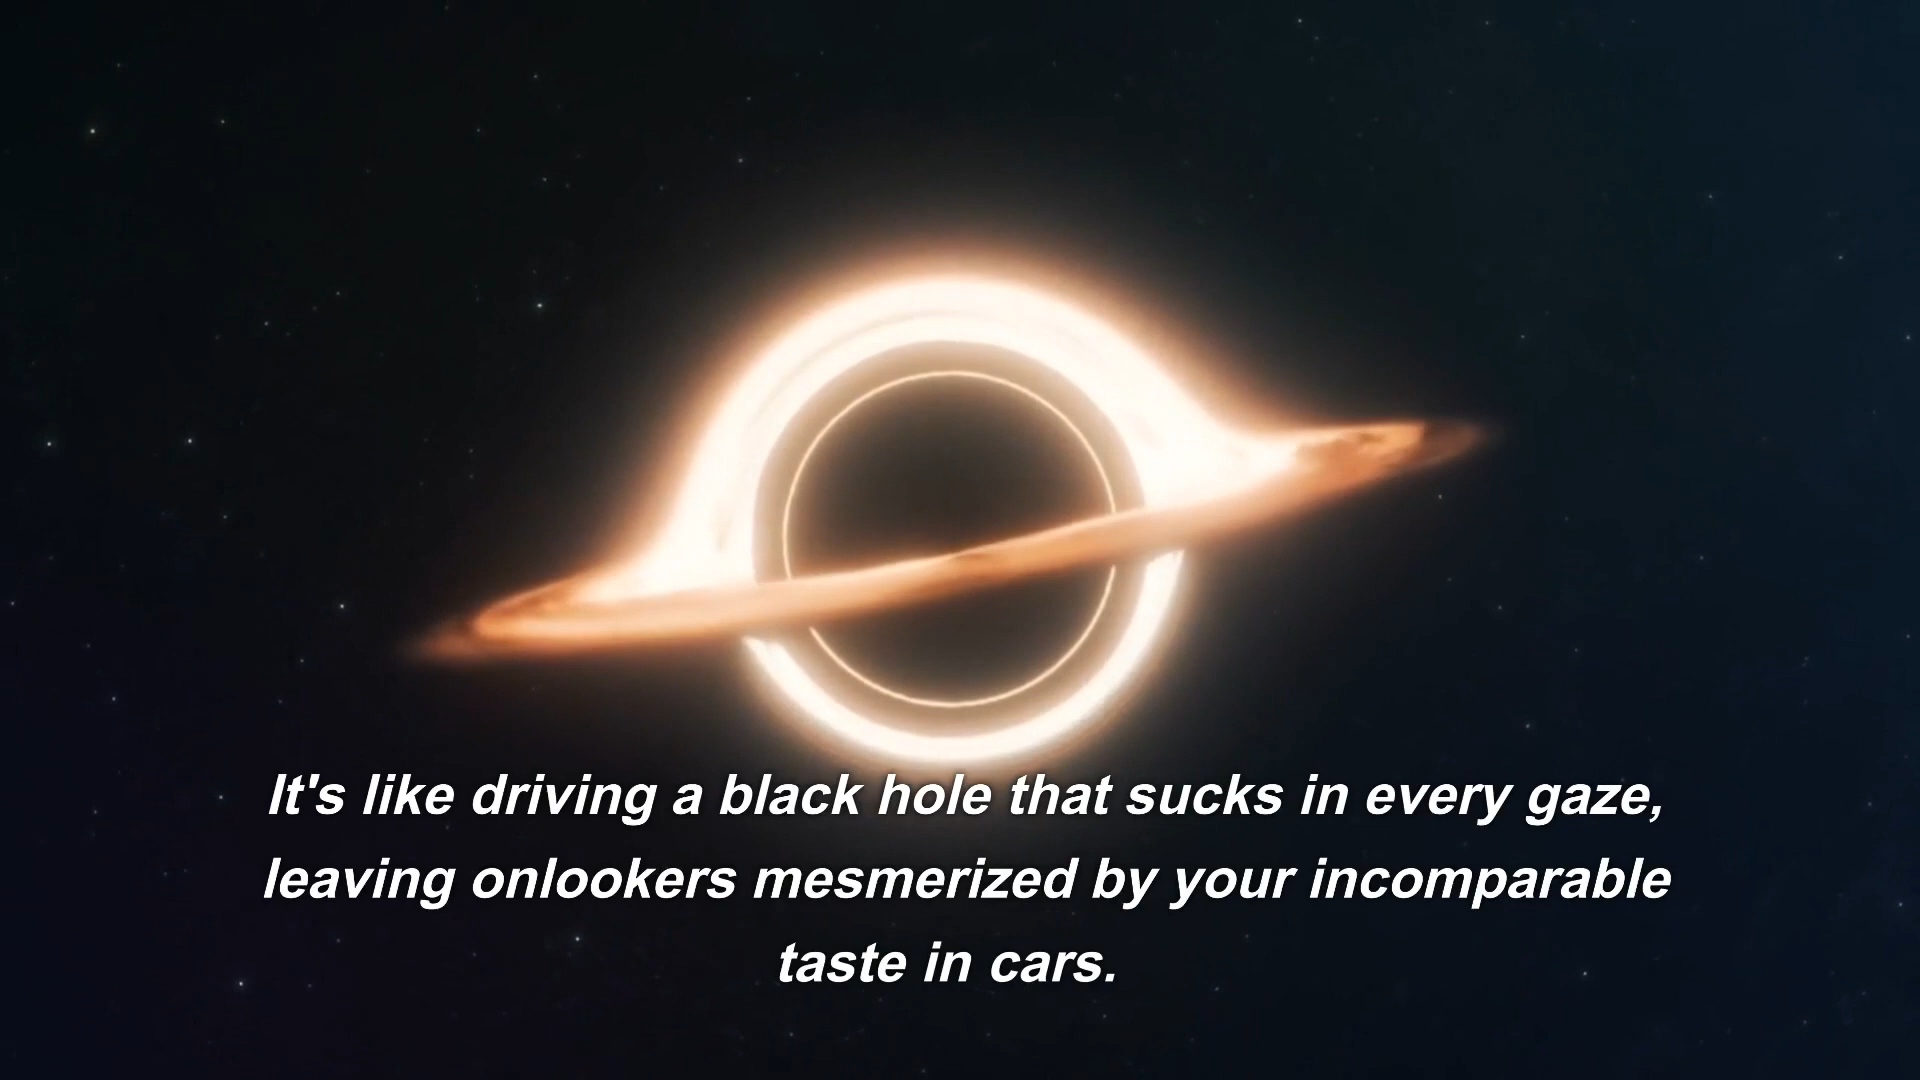 It's like driving a black hole that sucks in every gaze,
leaving onlookers mesmerized by your incomparable
taste in cars.